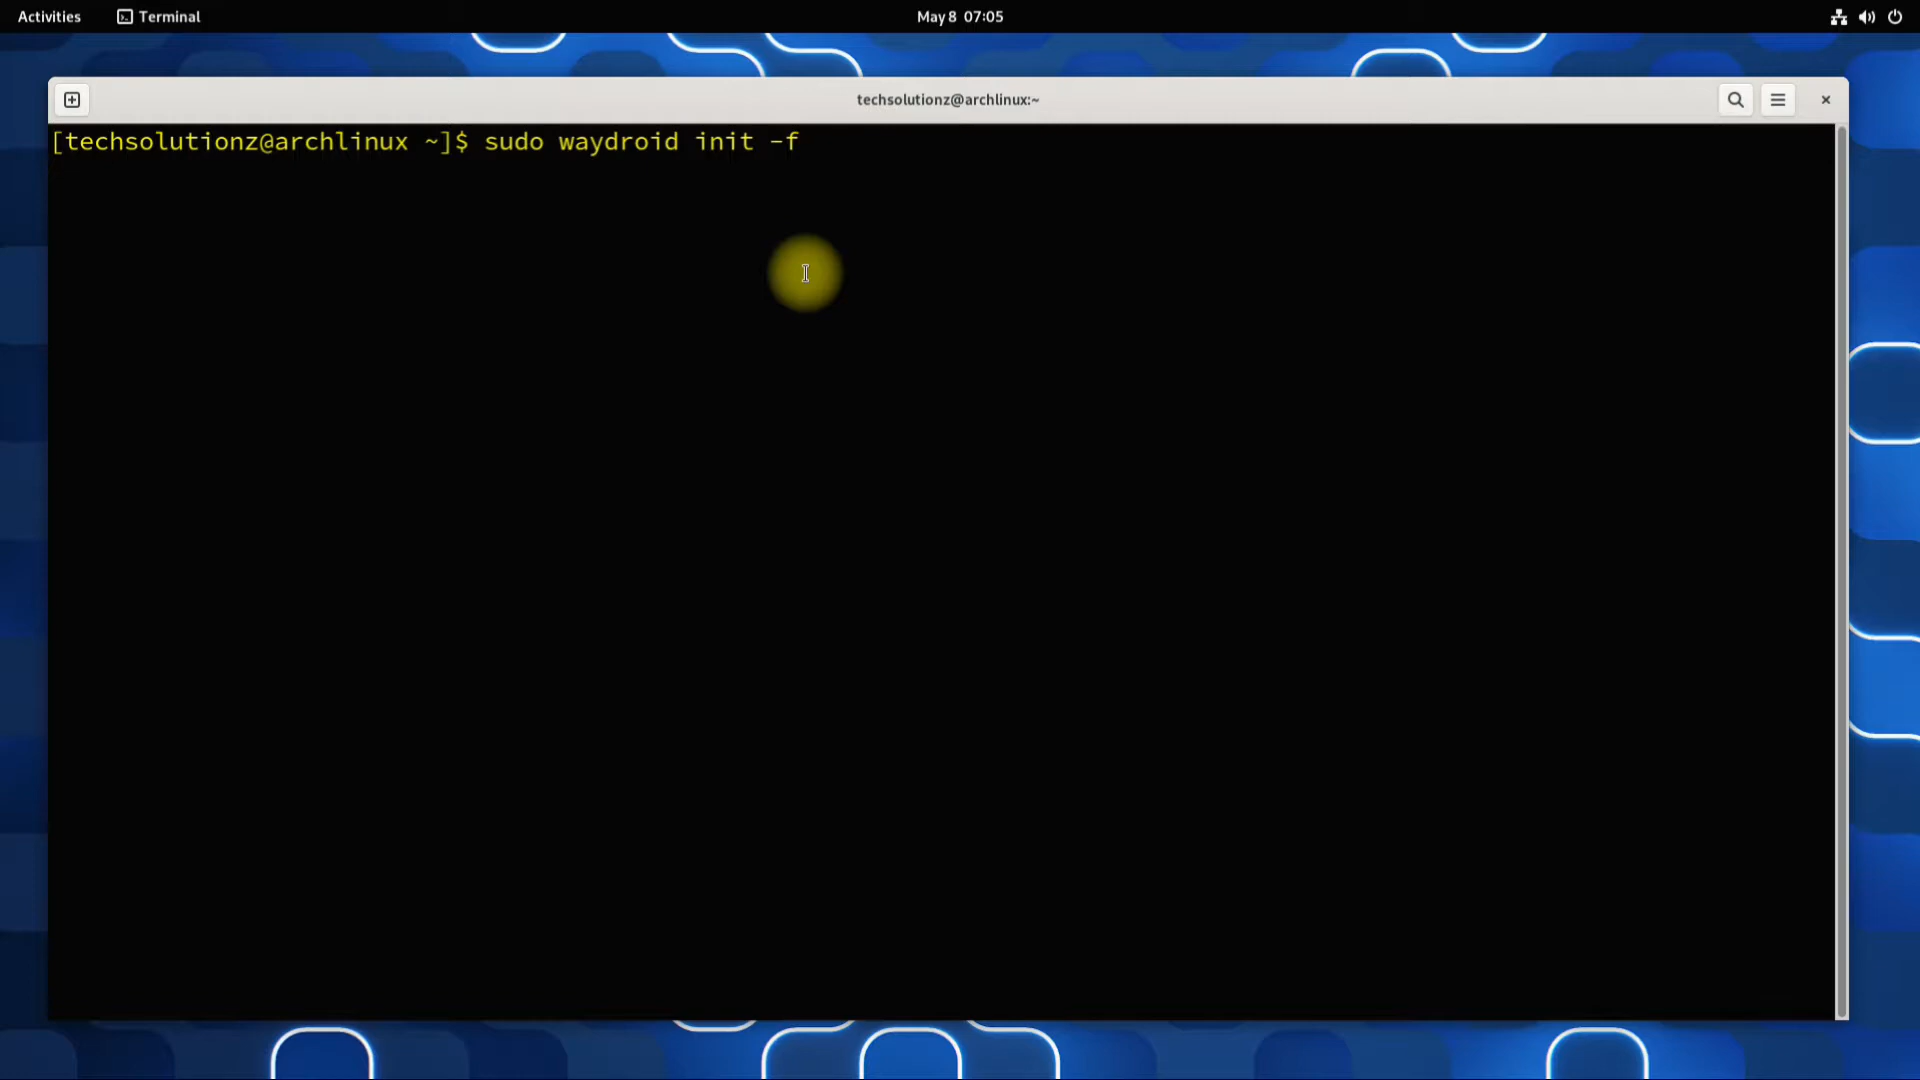 Activities
Terminal
May 8 07:05
techsolutionz@archlinux:~
[techsolutionz@archlinux ~]$ sudo waydroid init -f